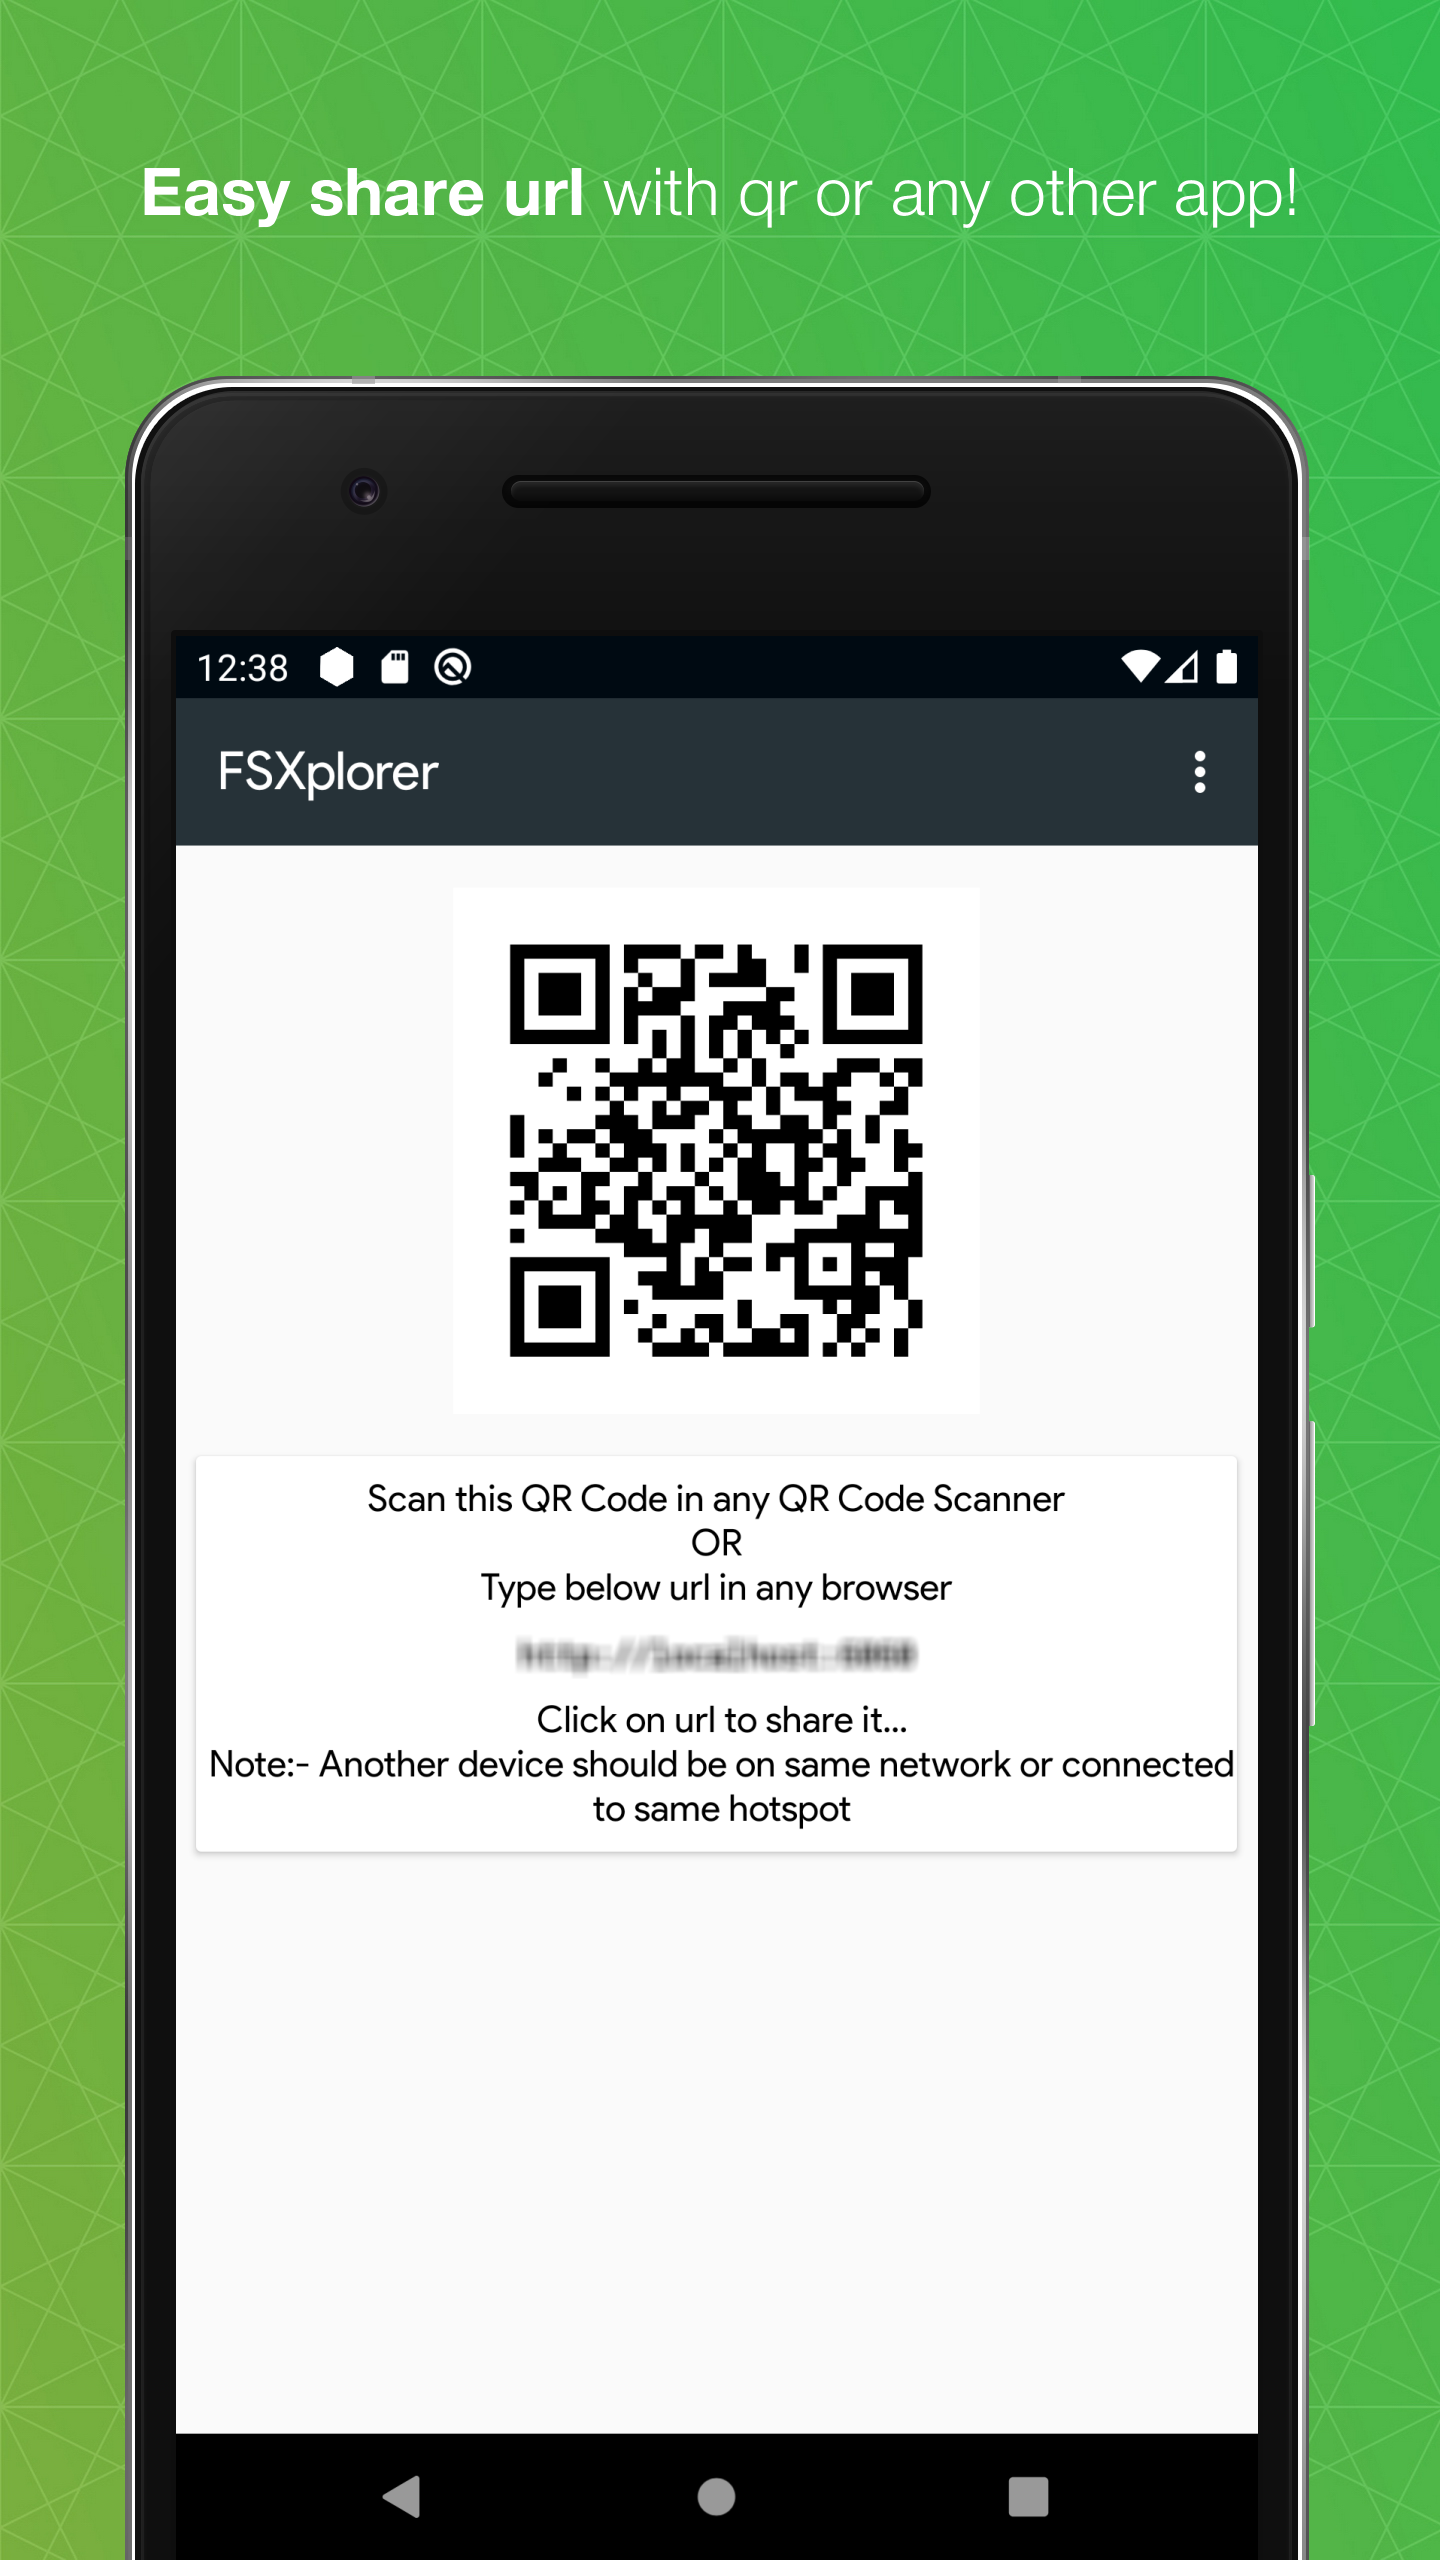 Easy share url with qr or any other app!
12:38
FSXplorer
Scan this QR Code in any QR Code Scanner
OR
Type below url in any browser
Click on url to share it...
Note:- Another device should be on same network or connected
to same hotspot